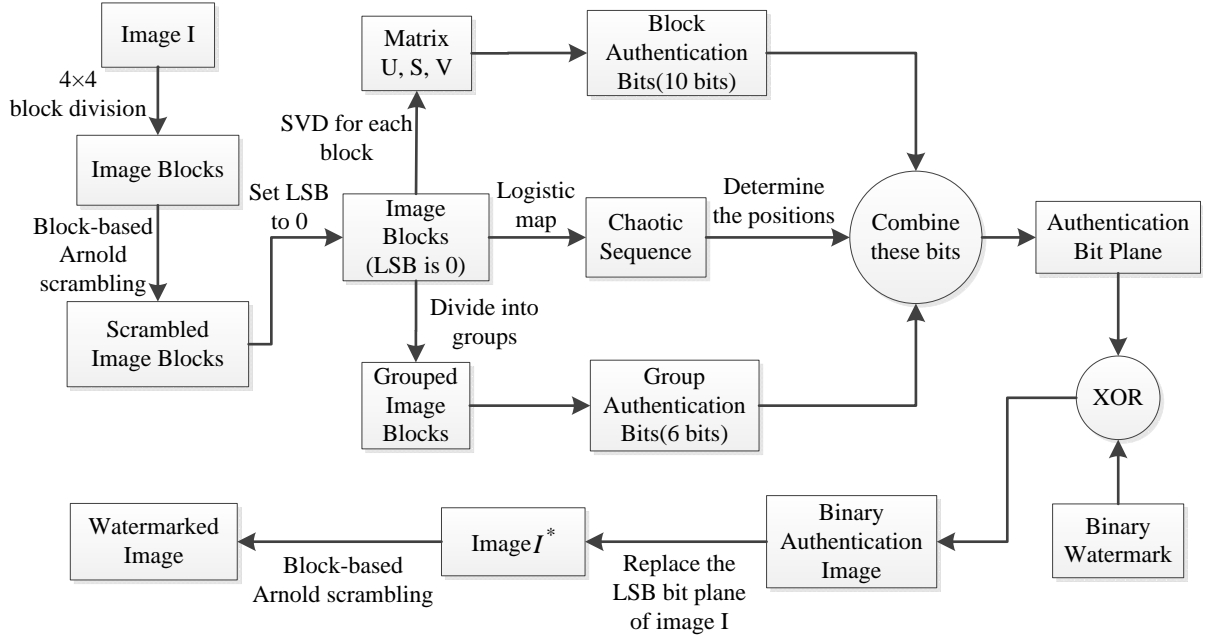 Image I
4×4
block division
Image Blocks
Block-based
Arnold
scrambling
Scrambled
Image Blocks
Set LSB
to 0
Matrix
U, S, V
SVD for each
block
Image
Blocks
(LSB is 0)
Divide into
groups
Grouped
Image
Blocks
Logistic
map
Block
Authentication
Bits(10 bits)
Chaotic
Sequence
Group
Authentication
Bits(6 bits)
Determine
the positions
Combine
these bits
Authentication
Bit Plane
XOR
Binary
Watermark
Binary
Authentication
Image
Replace the
LSB bit plane
of image I
Image I*
Block-based
Arnold scrambling
Watermarked
Image